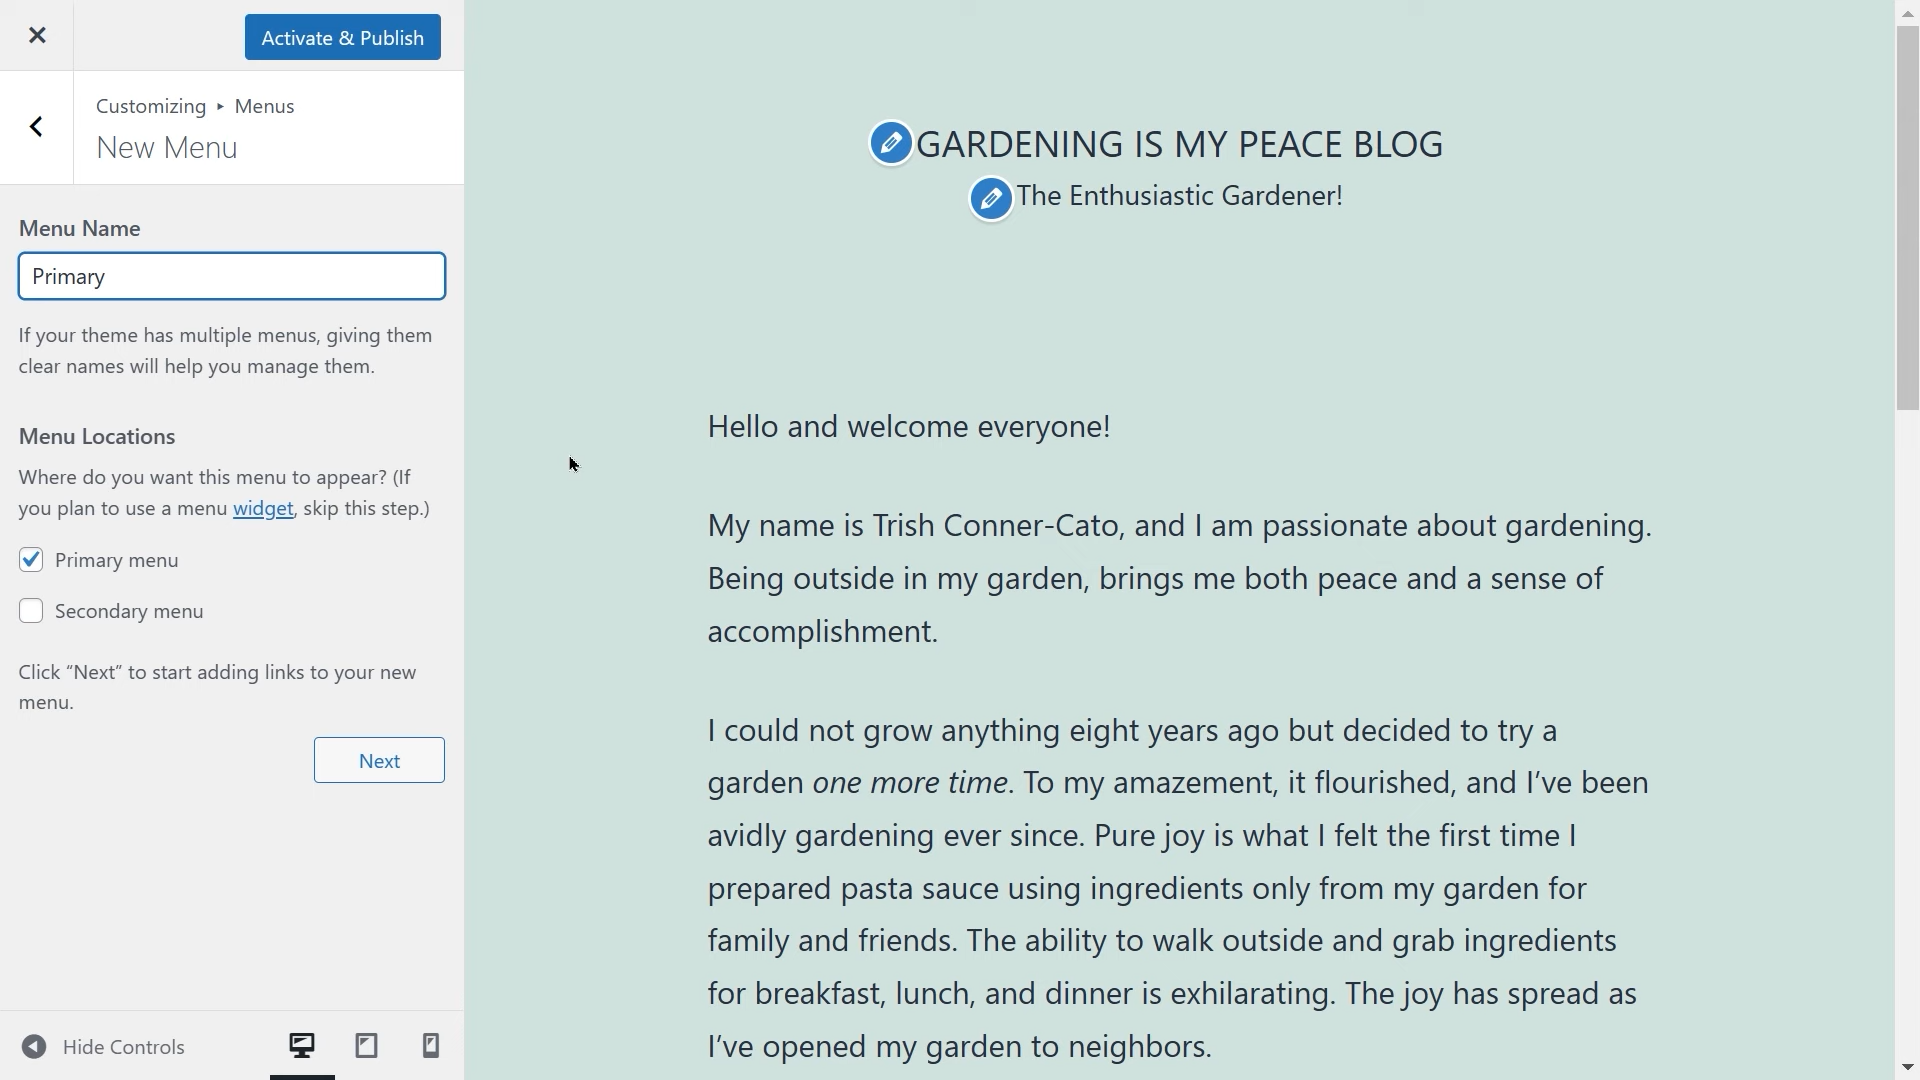 Activate & Publish
Customizing ▸ Menus
New Menu
Menu Name
Primary
If your theme has multiple menus, giving them
clear names will help you manage them.
Menu Locations
Where do you want this menu to appear? (If
you plan to use a menu widget, skip this step.)
Primary menu
Secondary menu
Click “Next” to start adding links to your new
menu.
Next
Hide Controls
GARDENING IS MY PEACE BLOG
The Enthusiastic Gardener!
Hello and welcome everyone!
My name is Trish Conner-Cato, and I am passionate about gardening.
Being outside in my garden, brings me both peace and a sense of
accomplishment.
I could not grow anything eight years ago but decided to try a
garden one more time. To my amazement, it flourished, and I’ve been
avidly gardening ever since. Pure joy is what I felt the first time I
prepared pasta sauce using ingredients only from my garden for
family and friends. The ability to walk outside and grab ingredients
for breakfast, lunch, and dinner is exhilarating. The joy has spread as
I’ve opened my garden to neighbors.